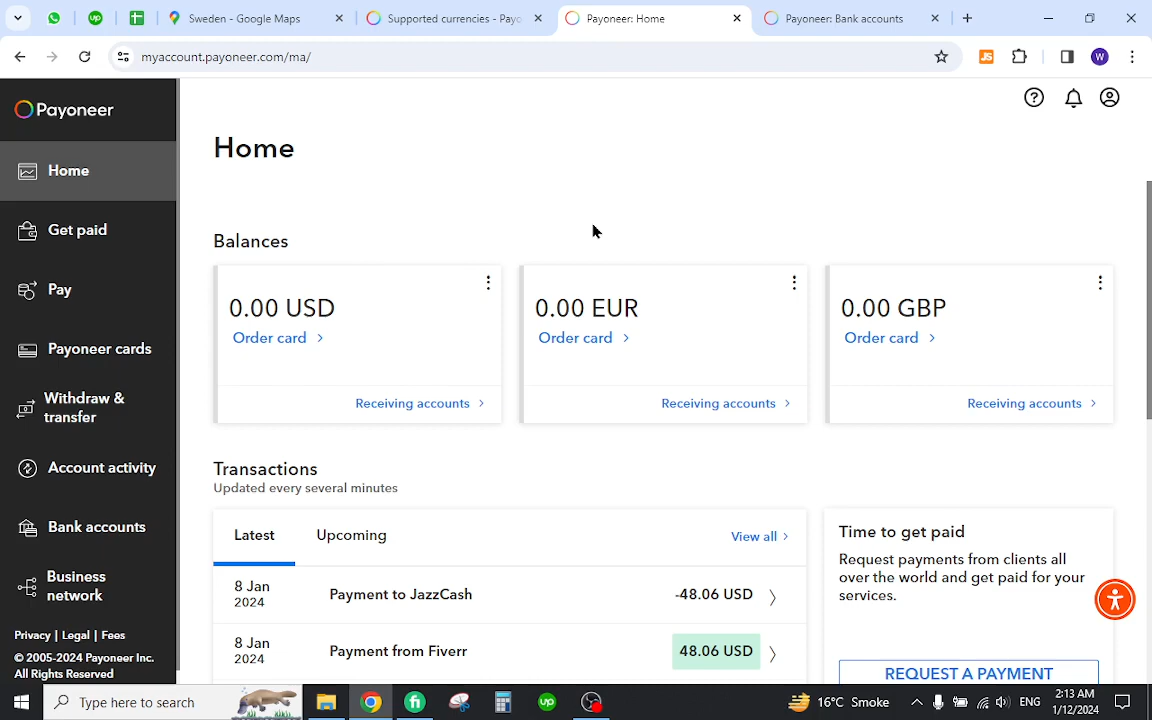 Sweden - Google Maps
Supported currencies - Payo
Payoneer: Home
Payoneer: Bank accounts
myaccount.payoneer.com/ma/
JS
W
Payoneer
Home
Get paid
Pay
Payoneer cards
Withdraw &
transfer
Account activity
Bank accounts
Business
network
Privacy | Legal | Fees
© 2005-2024 Payoneer Inc.
All Rights Reserved
Home
Balances
0.00 USD
Order card
Receiving accounts
0.00 EUR
Order card
Receiving accounts
0.00 GBP
Order card
Receiving accounts
Transactions
Updated every several minutes
Latest
Upcoming
View all
8 Jan
2024
Payment to JazzCash
-48.06 USD
8 Jan
2024
Payment from Fiverr
48.06 USD
Time to get paid
Request payments from clients all
over the world and get paid for your
services.
REQUEST A PAYMENT
Type here to search
fi
up
16°C Smoke
ENG
2:13 AM
1/12/2024